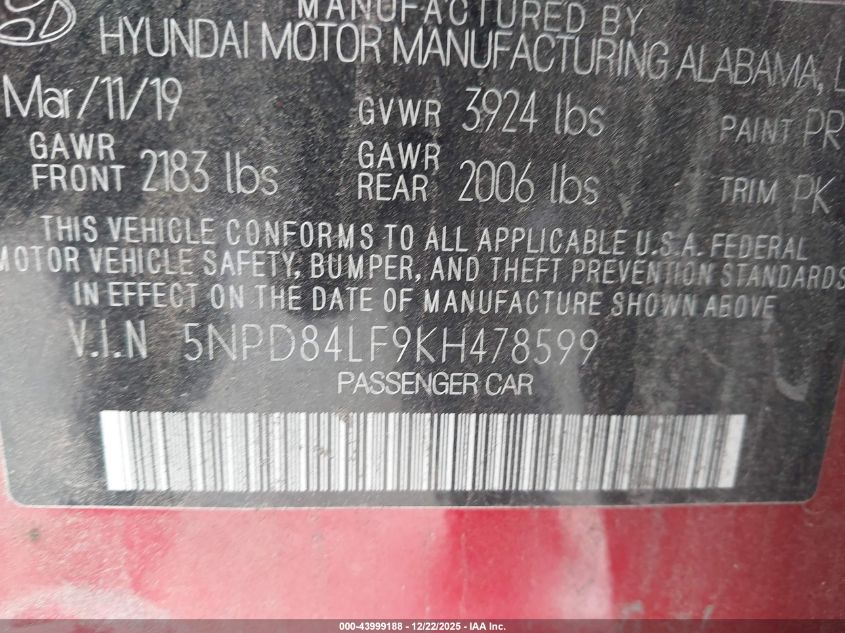 MANUFACTURED BY
HYUNDAI MOTOR MANUFACTURING ALABAMA, L
Mar/11/19 GVWR 3924 lbs PAINT PR
GAWR FRONT 2183 lbs GAWR REAR 2006 lbs TRIM PK
THIS VEHICLE CONFORMS TO ALL APPLICABLE U.S.A. FEDERAL
MOTOR VEHICLE SAFETY, BUMPER, AND THEFT PREVENTION STANDARDS
IN EFFECT ON THE DATE OF MANUFACTURE SHOWN ABOVE
V.I.N 5NPD84LF9KH478599
PASSENGER CAR
000-43999188 - 12/22/2025 - IAA Inc.